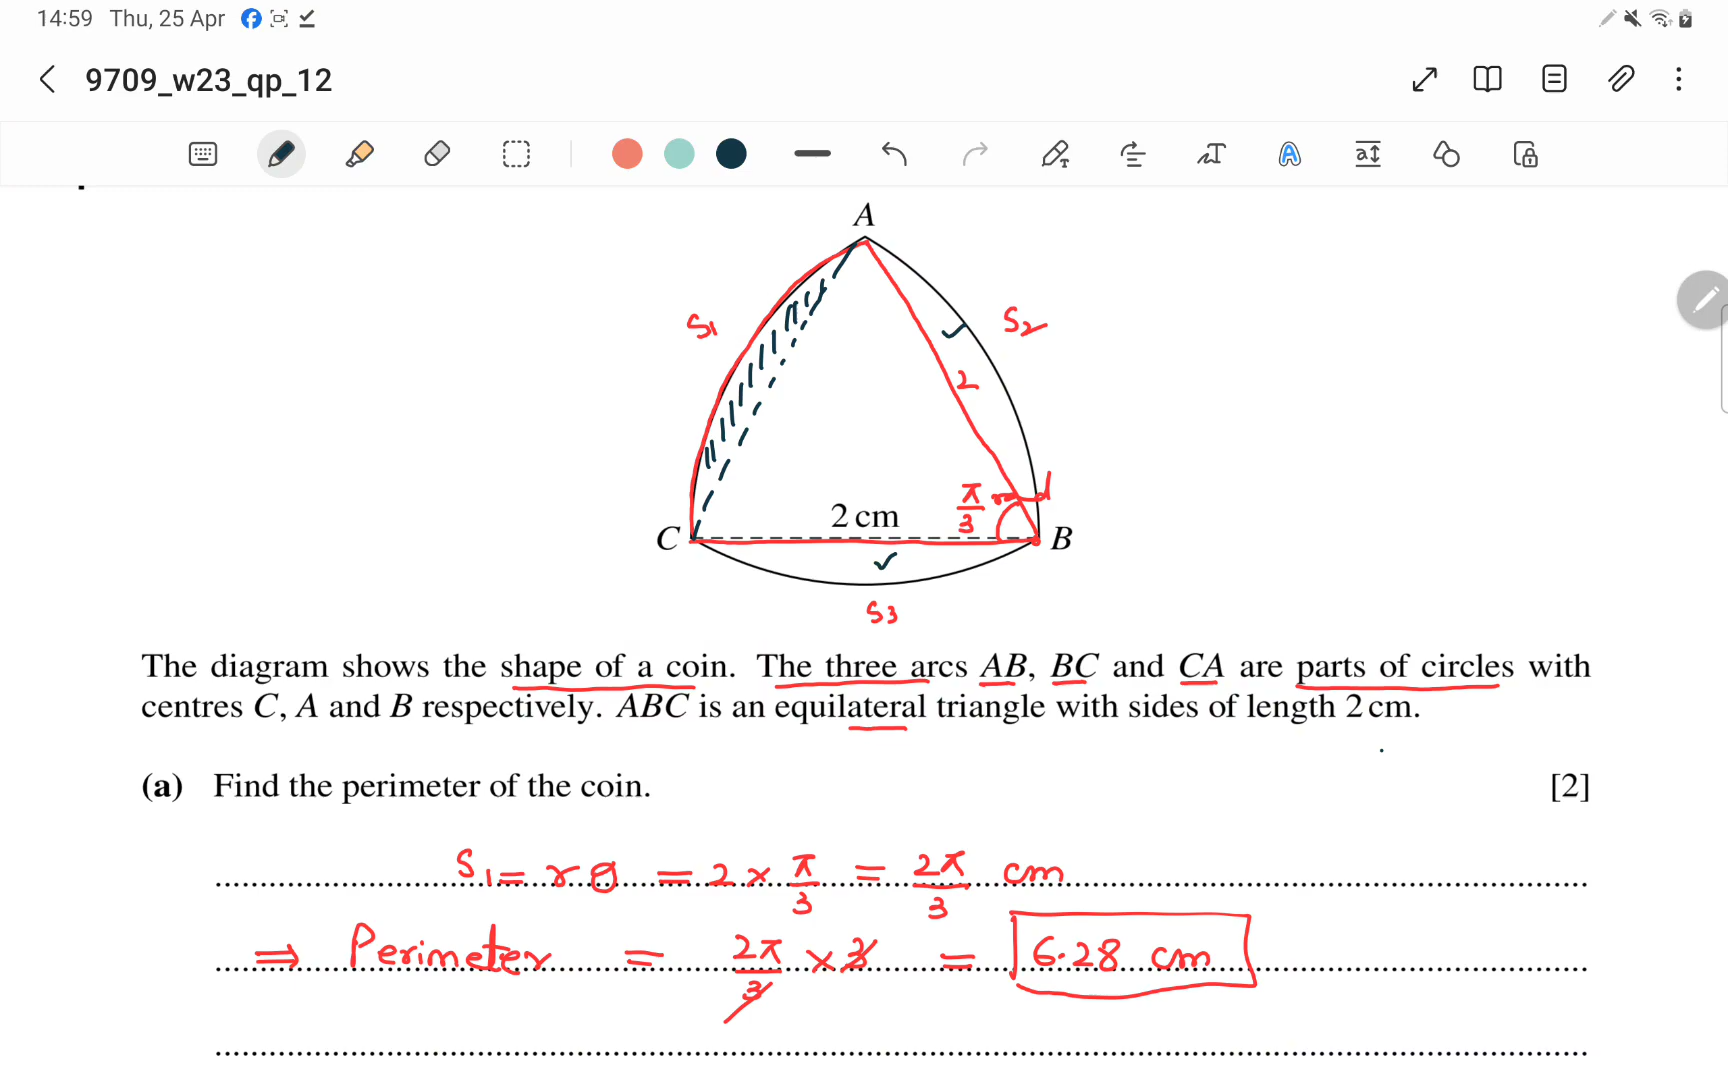 14:59 Thu, 25 Apr
9709_w23_qp_12
A
S1
S2
2
π/3 rad
2 cm
C
B
S3
The diagram shows the shape of a coin. The three arcs AB, BC and CA are parts of circles with
centres C, A and B respectively. ABC is an equilateral triangle with sides of length 2 cm.
(a) Find the perimeter of the coin. [2]
S1 = rθ = 2 × π/3 = 2π/3 cm
⇒ Perimeter = 2π/3 × 3 = 6.28 cm